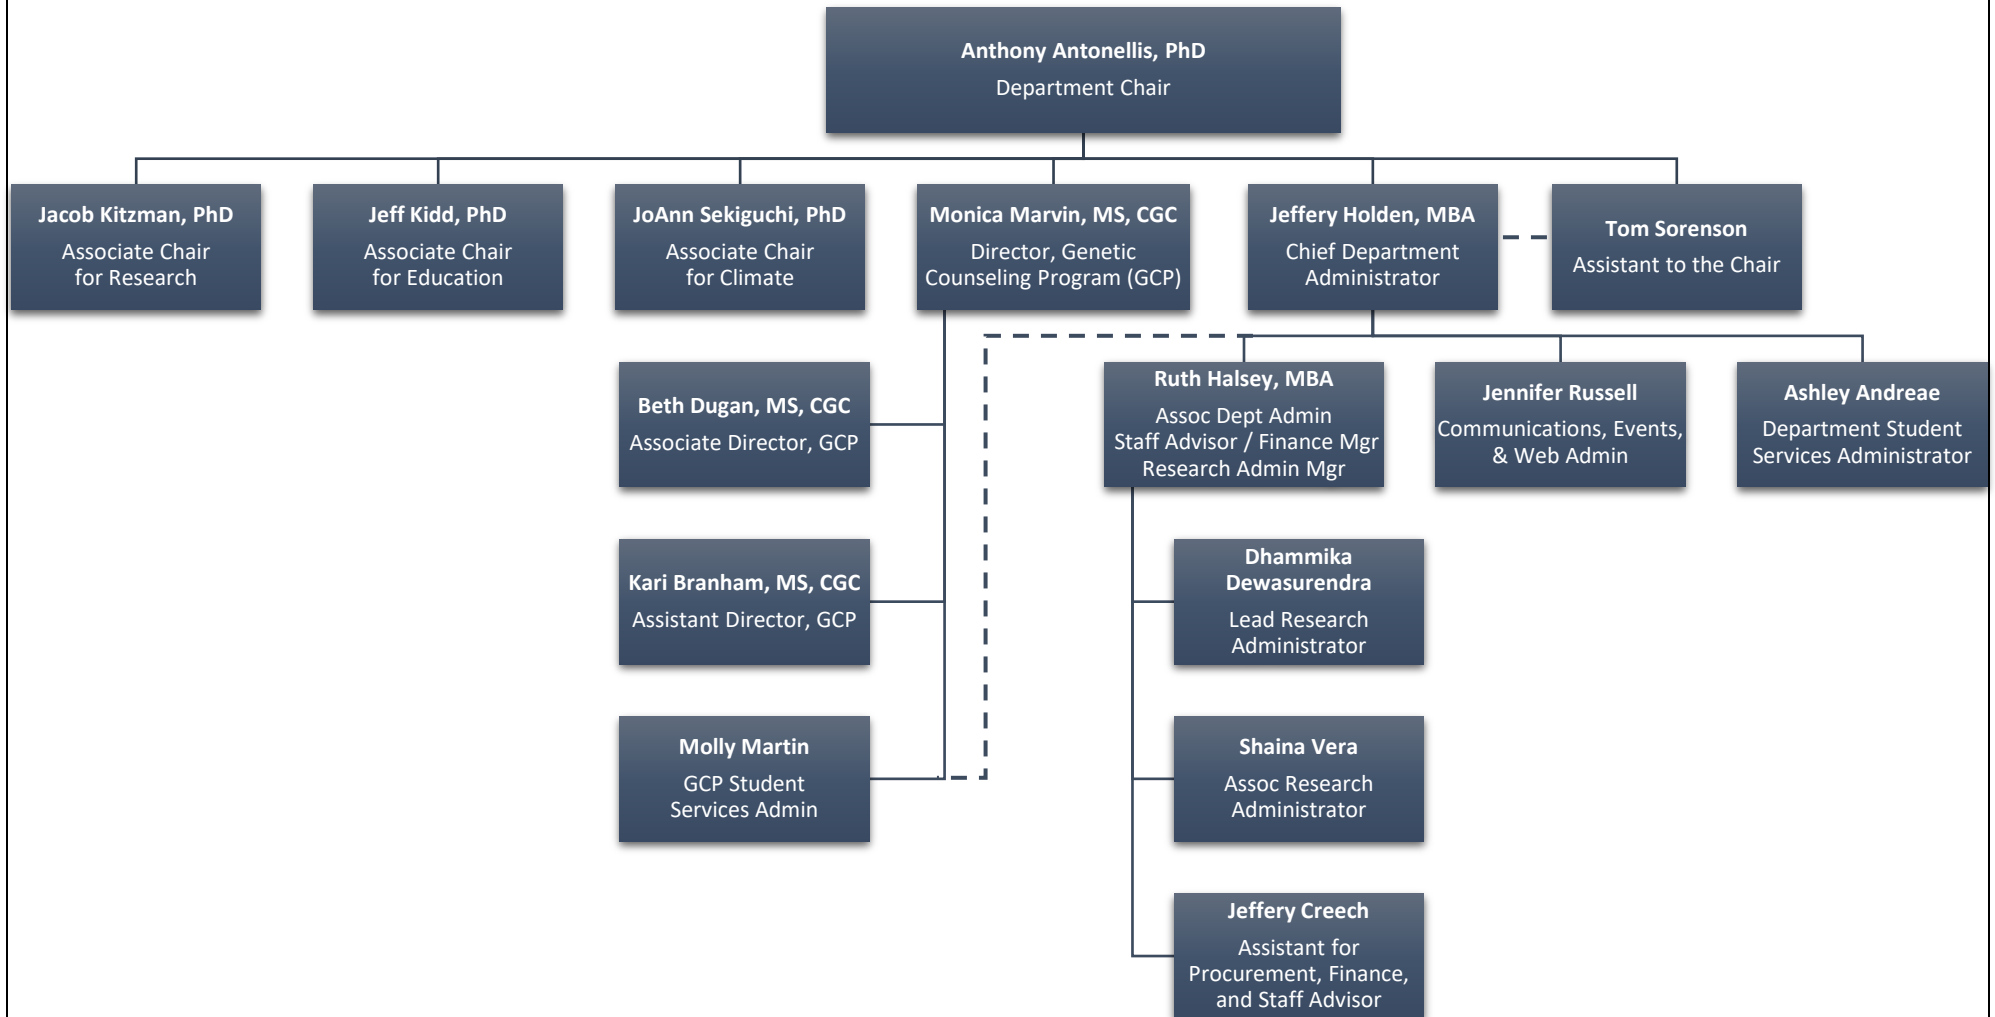 Anthony Antonellis, PhD
Department Chair
Jacob Kitzman, PhD
Associate Chair
for Research
Jeff Kidd, PhD
Associate Chair
for Education
JoAnn Sekiguchi, PhD
Associate Chair
for Climate
Monica Marvin, MS, CGC
Director, Genetic
Counseling Program (GCP)
Jeffery Holden, MBA
Chief Department
Administrator
Tom Sorenson
Assistant to the Chair
Beth Dugan, MS, CGC
Associate Director, GCP
Ruth Halsey, MBA
Assoc Dept Admin
Staff Advisor / Finance Mgr
Research Admin Mgr
Jennifer Russell
Communications, Events,
& Web Admin
Ashley Andreae
Department Student
Services Administrator
Kari Branham, MS, CGC
Assistant Director, GCP
Dhammika
Dewasurendra
Lead Research
Administrator
Molly Martin
GCP Student
Services Admin
Shaina Vera
Assoc Research
Administrator
Jeffery Creech
Assistant for
Procurement, Finance,
and Staff Advisor